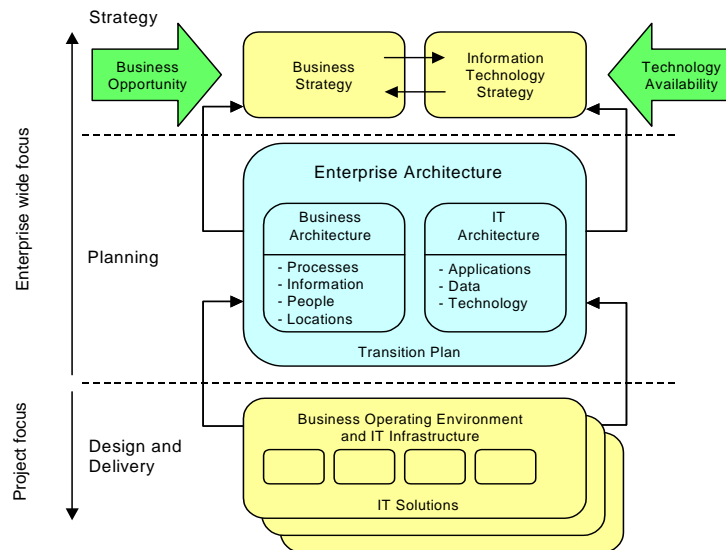 Strategy
Business
Opportunity
Business
Strategy
Information
Technology
Strategy
Technology
Availability
Enterprise wide focus
Planning
Enterprise Architecture
Business
Architecture
- Processes
- Information
- People
- Locations
IT
Architecture
- Applications
- Data
- Technology
Transition Plan
Project focus
Design and
Delivery
Business Operating Environment
and IT Infrastructure
IT Solutions